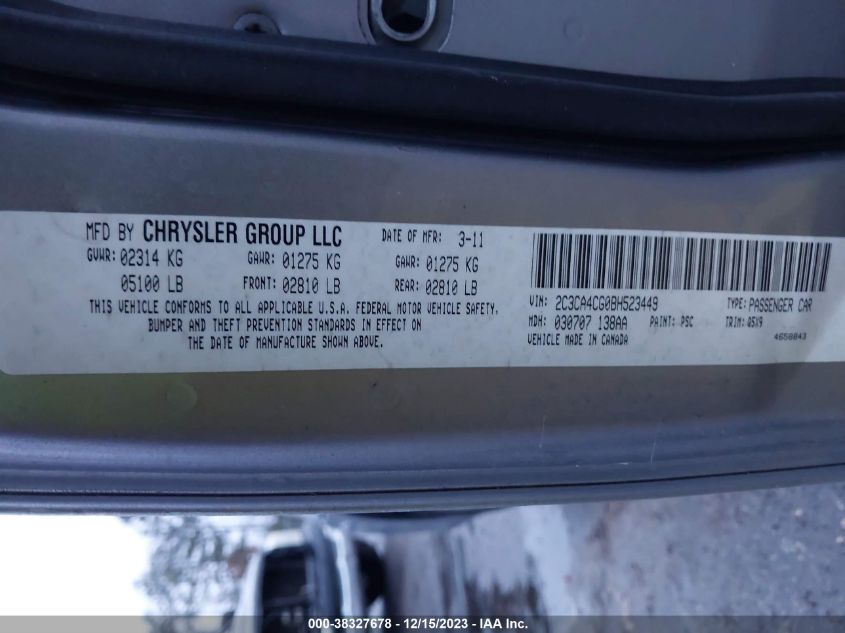 MFD BY CHRYSLER GROUP LLC DATE OF MFR: 3-11
GVWR: 02314 KG GAWR: 01275 KG GAWR: 01275 KG
05100 LB FRONT: 02810 LB REAR: 02810 LB
THIS VEHICLE CONFORMS TO ALL APPLICABLE U.S.A. FEDERAL MOTOR VEHICLE SAFETY,
BUMPER AND THEFT PREVENTION STANDARDS IN EFFECT ON
THE DATE OF MANUFACTURE SHOWN ABOVE.
VIN: 2C3CA4CG0BH523449 TYPE: PASSENGER CAR
MDH: 030707 138AA PAINT: PSC TRIM: 05X9
VEHICLE MADE IN CANADA 4658843
000-38327678 - 12/15/2023 - IAA Inc.